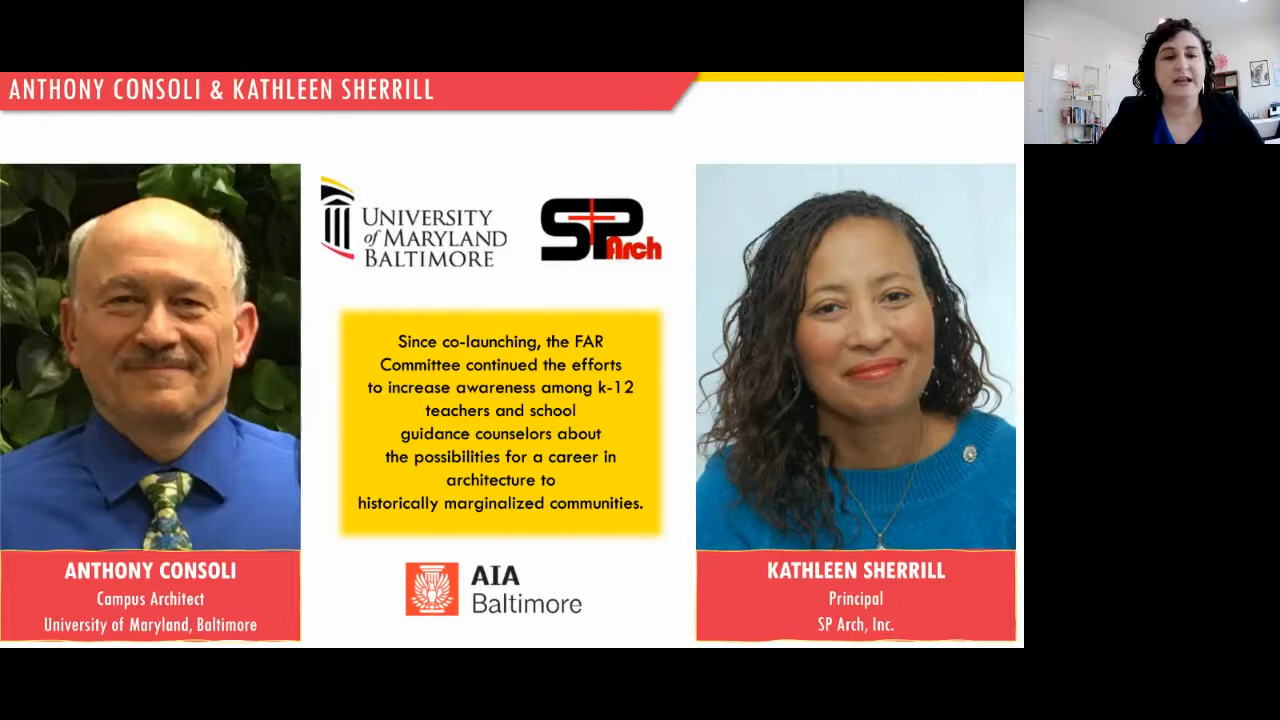 ANTHONY CONSOLI & KATHLEEN SHERRILL
UNIVERSITY
of MARYLAND
BALTIMORE
SP Arch
Since co-launching, the FAR
Committee continued the efforts
to increase awareness among k-12
teachers and school
guidance counselors about
the possibilities for a career in
architecture to
historically marginalized communities.
AIA
Baltimore
ANTHONY CONSOLI
Campus Architect
University of Maryland, Baltimore
KATHLEEN SHERRILL
Principal
SP Arch, Inc.